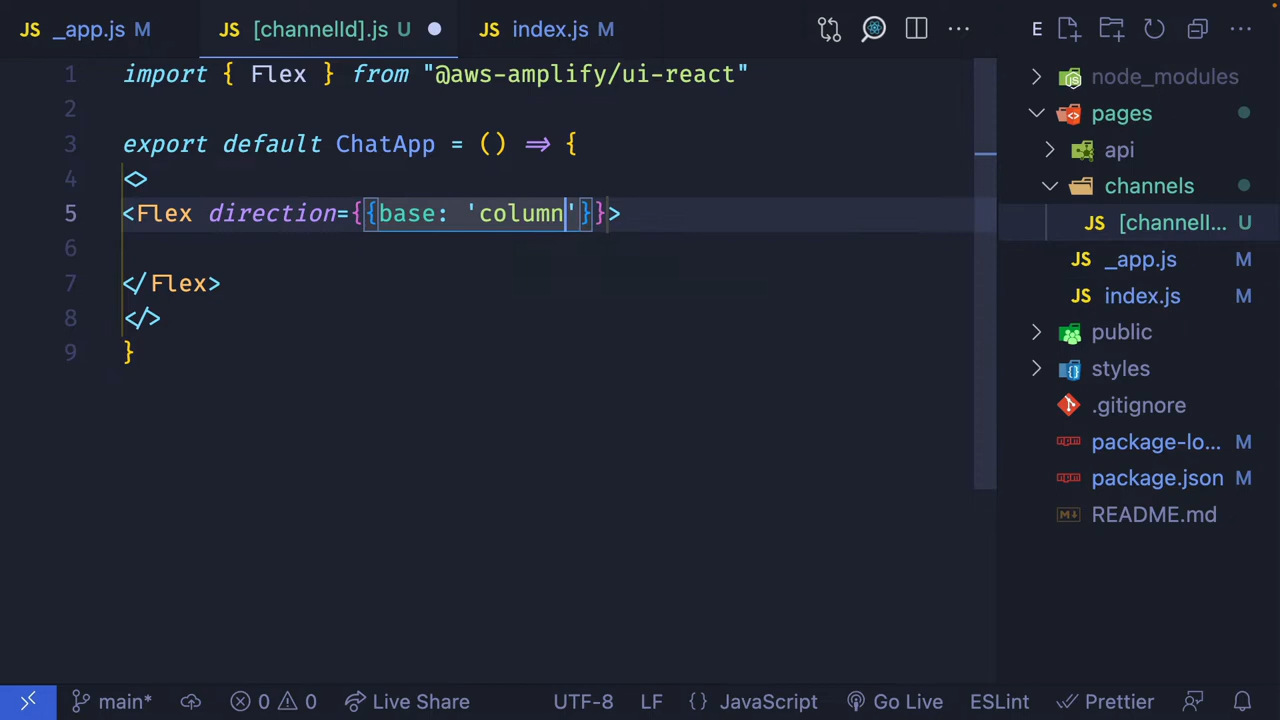 JS _app.js M
JS [channelId].js U
JS index.js M
E
1 import { Flex } from "@aws-amplify/ui-react"
2
3 export default ChatApp = () => {
4 <>
5 <Flex direction={{base: 'column'}}>
6
7 </Flex>
8 </>
9 }
node_modules
pages
api
channels
JS [channell... U
JS _app.js M
JS index.js M
public
styles
.gitignore
package-lo... M
package.json M
README.md
main* 0 0 Live Share UTF-8 LF {} JavaScript Go Live ESLint Prettier